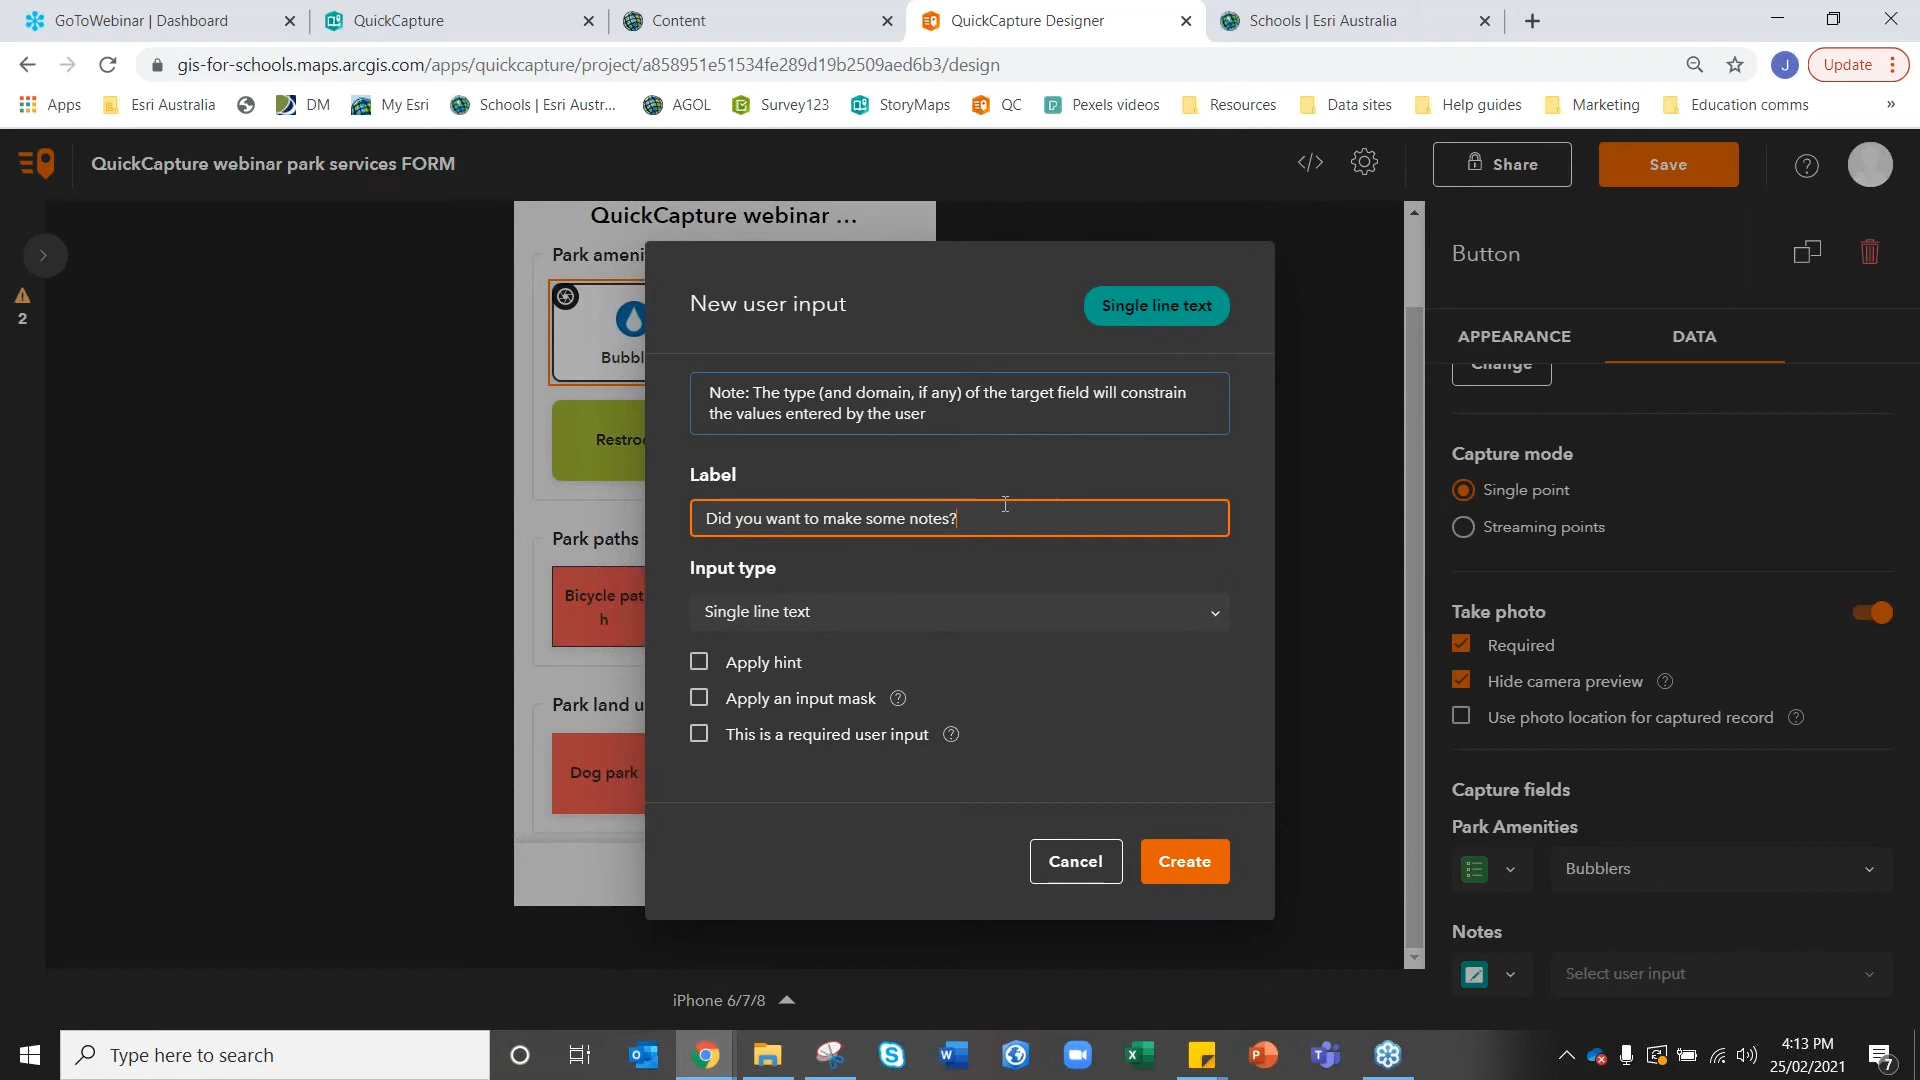 GoToWebinar | Dashboard
QuickCapture
Content
QuickCapture Designer
Schools | Esri Australia
gis-for-schools.maps.arcgis.com/apps/quickcapture/project/a858951e51534fe289d19b2509aed6b3/design
J
Update
Apps
Esri Australia
DM
My Esri
Schools | Esri Austr...
AGOL
Survey123
StoryMaps
QC
Pexels videos
Resources
Data sites
Help guides
Marketing
Education comms
»
QuickCapture webinar park services FORM
</>
Share
Save
2
QuickCapture webinar ...
Park ameni
Bubbl
Restro
Park paths
Bicycle pat
h
Park land u
Dog park
iPhone 6/7/8
New user input
Single line text
Note: The type (and domain, if any) of the target field will constrain
the values entered by the user
Label
Did you want to make some notes?
Input type
Single line text
Apply hint
Apply an input mask
This is a required user input
Cancel
Create
Button
APPEARANCE
DATA
Change
Capture mode
Single point
Streaming points
Take photo
Required
Hide camera preview
Use photo location for captured record
Capture fields
Park Amenities
Bubblers
Notes
Select user input
Type here to search
4:13 PM
25/02/2021
7